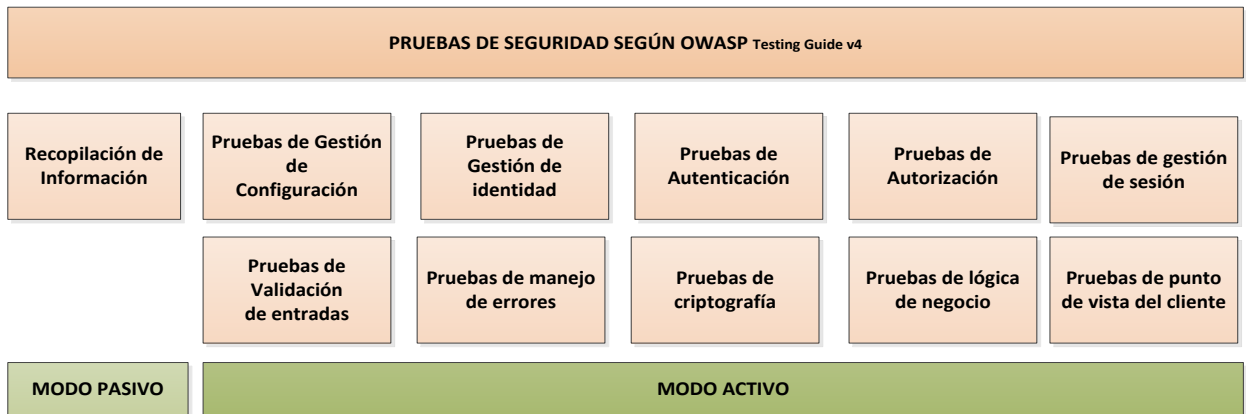 PRUEBAS DE SEGURIDAD SEGÚN OWASP Testing Guide v4
Recopilación de
Información
Pruebas de Gestión
de
Configuración
Pruebas de
Gestión de
identidad
Pruebas de
Autenticación
Pruebas de
Autorización
Pruebas de gestión
de sesión
Pruebas de
Validación
de entradas
Pruebas de manejo
de errores
Pruebas de
criptografía
Pruebas de lógica
de negocio
Pruebas de punto
de vista del cliente
MODO PASIVO
MODO ACTIVO